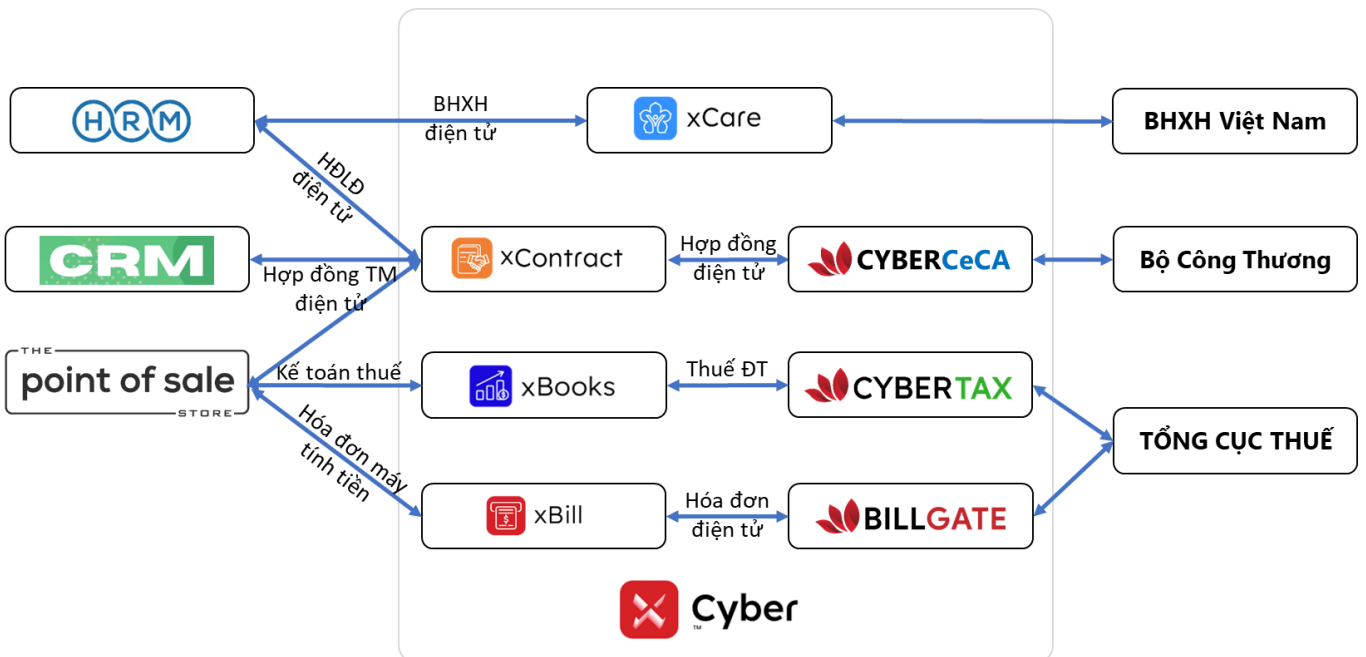 HRM
BHXH
điện tử
xCare
BHXH Việt Nam
HĐLĐ
điện tử
CRM
Hợp đồng TM
điện tử
xContract
Hợp đồng
điện tử
CYBERCeCA
Bộ Công Thương
THE
point of sale
STORE
Kế toán thuế
xBooks
Thuế ĐT
CYBERTAX
TỔNG CỤC THUẾ
Hóa đơn máy
tính tiền
xBill
Hóa đơn
điện tử
BILLGATE
Cyber
TM